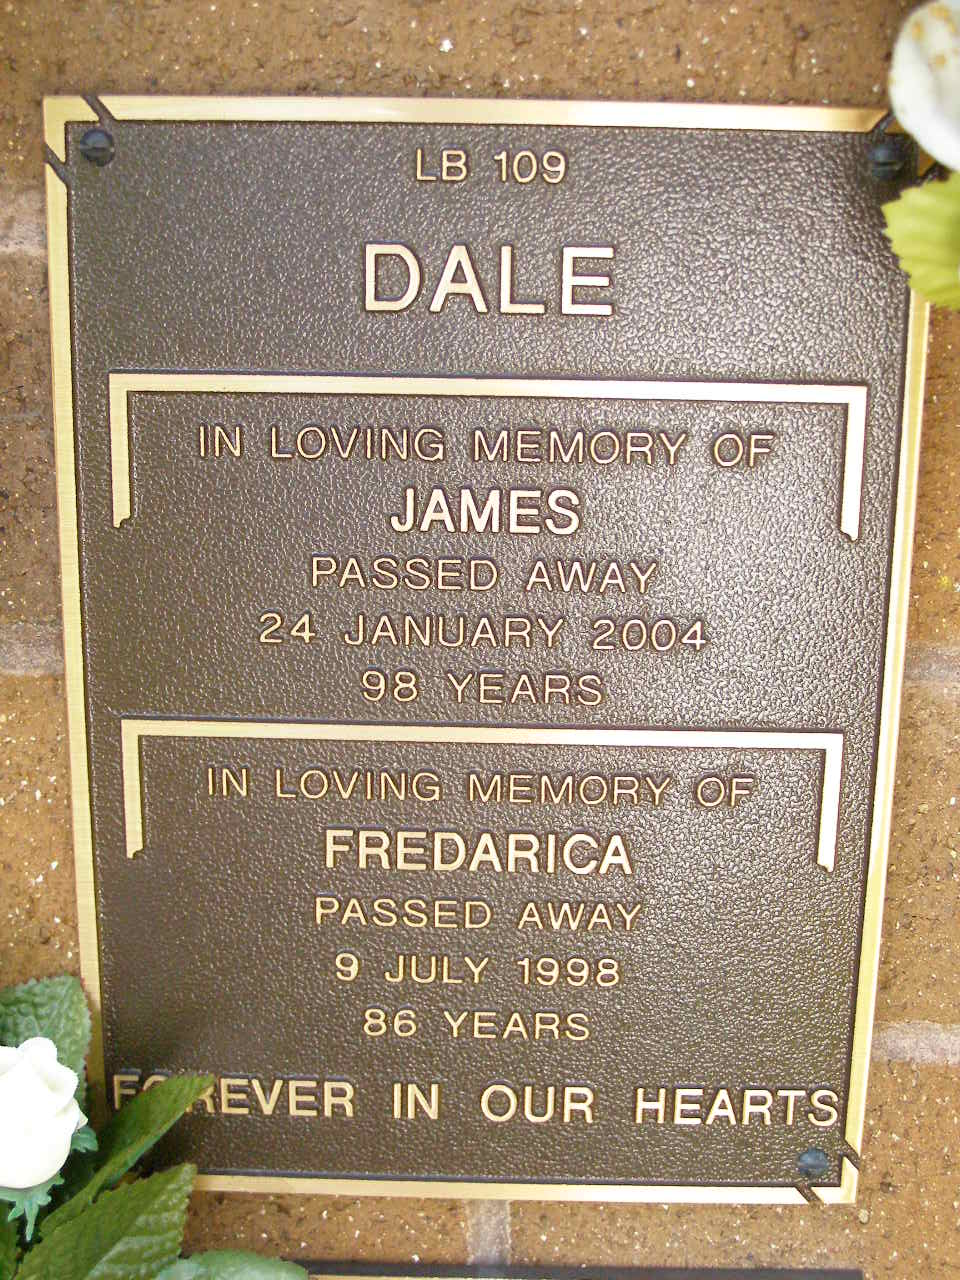 LB 109
DALE
IN LOVING MEMORY OF
JAMES
PASSED AWAY
24 JANUARY 2004
98 YEARS
IN LOVING MEMORY OF
FREDARICA
PASSED AWAY
9 JULY 1998
86 YEARS
FOREVER IN OUR HEARTS